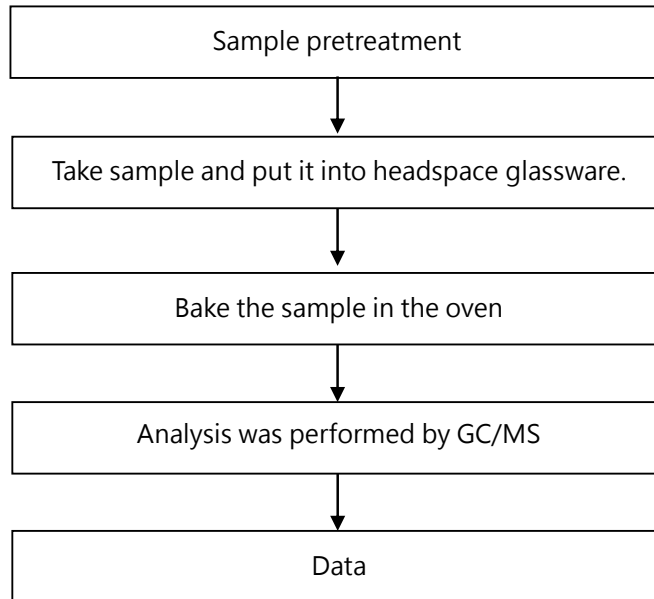 Sample pretreatment
Take sample and put it into headspace glassware.
Bake the sample in the oven
Analysis was performed by GC/MS
Data